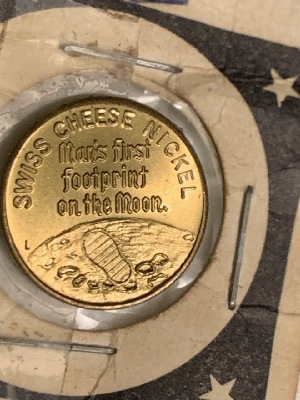 SWISS CHEESE NICKEL
Man's first
footprint
on the Moon.
L